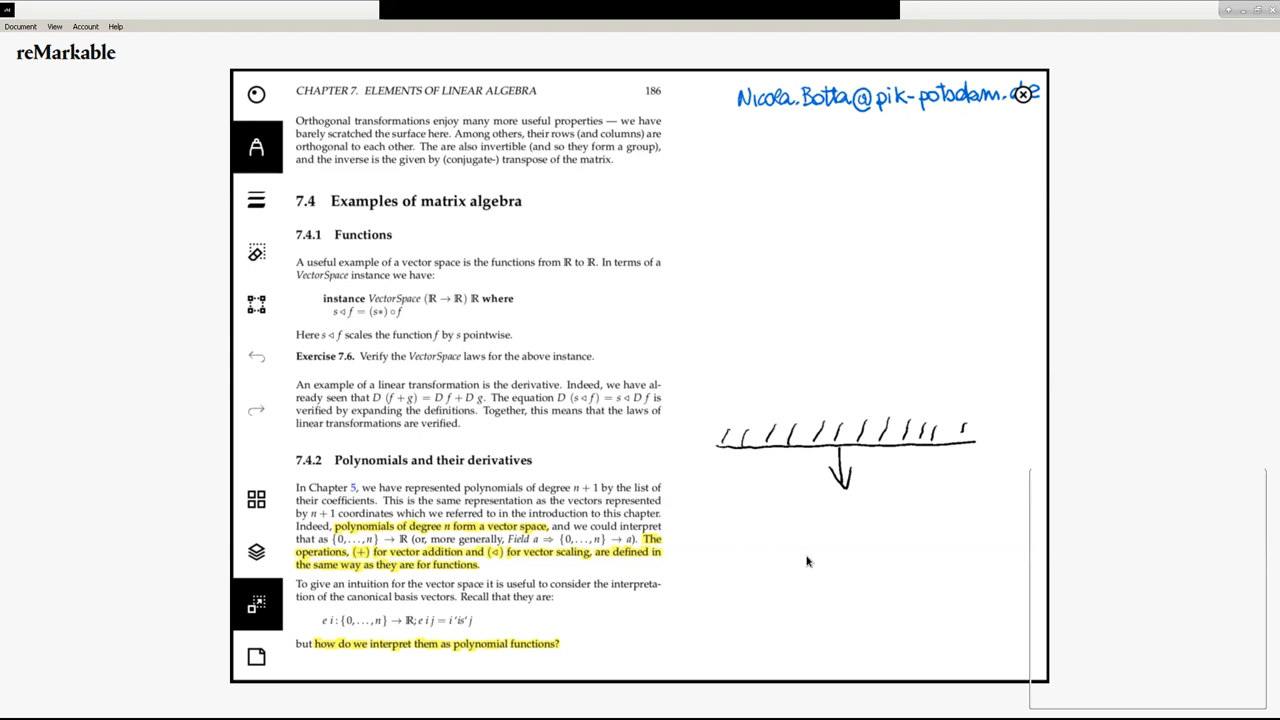 Document View Account Help
reMarkable
CHAPTER 7. ELEMENTS OF LINEAR ALGEBRA 186
Nicola.Botta@pik-potsdam.de
Orthogonal transformations enjoy many more useful properties — we have
barely scratched the surface here. Among others, their rows (and columns) are
orthogonal to each other. The are also invertible (and so they form a group),
and the inverse is the given by (conjugate-) transpose of the matrix.
7.4 Examples of matrix algebra
7.4.1 Functions
A useful example of a vector space is the functions from ℝ to ℝ. In terms of a
VectorSpace instance we have:
instance VectorSpace (ℝ → ℝ) ℝ where
s ◁ f = (s*) ∘ f
Here s ◁ f scales the function f by s pointwise.
Exercise 7.6. Verify the VectorSpace laws for the above instance.
An example of a linear transformation is the derivative. Indeed, we have al-
ready seen that D (f + g) = D f + D g. The equation D (s ◁ f) = s ◁ D f is
verified by expanding the definitions. Together, this means that the laws of
linear transformations are verified.
7.4.2 Polynomials and their derivatives
In Chapter 5, we have represented polynomials of degree n + 1 by the list of
their coefficients. This is the same representation as the vectors represented
by n + 1 coordinates which we referred to in the introduction to this chapter.
Indeed, polynomials of degree n form a vector space, and we could interpret
that as {0,...,n} → ℝ (or, more generally, Field a ⇒ {0,...,n} → a). The
operations, (+) for vector addition and (◁) for vector scaling, are defined in
the same way as they are for functions.
To give an intuition for the vector space it is useful to consider the interpreta-
tion of the canonical basis vectors. Recall that they are:
e i : {0,...,n} → ℝ; e i j = i ‘is‘ j
but how do we interpret them as polynomial functions?